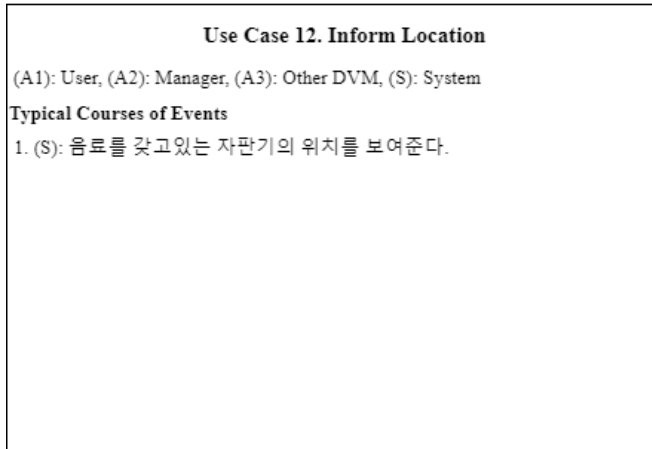 Use Case 12. Inform Location
(A1): User, (A2): Manager, (A3): Other DVM, (S): System
Typical Courses of Events
1. (S): 음료를 갖고있는 자판기의 위치를 보여준다.